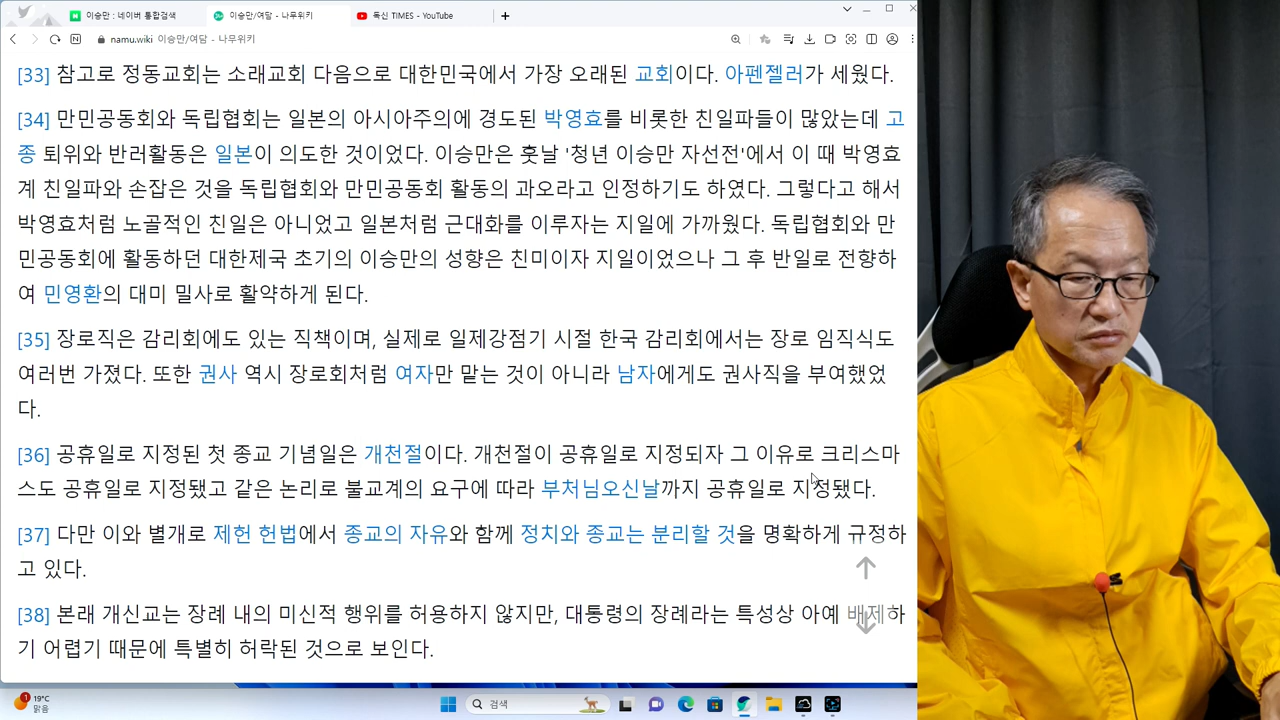 이승만 : 네이버 통합검색
이승만/여담 - 나무위키
독신 TIMES - YouTube
namu.wiki 이승만/여담 - 나무위키
[33] 참고로 정동교회는 소래교회 다음으로 대한민국에서 가장 오래된 교회이다. 아펜젤러가 세웠다.
[34] 만민공동회와 독립협회는 일본의 아시아주의에 경도된 박영효를 비롯한 친일파들이 많았는데 고
종 퇴위와 반러활동은 일본이 의도한 것이었다. 이승만은 훗날 '청년 이승만 자선전'에서 이 때 박영효
계 친일파와 손잡은 것을 독립협회와 만민공동회 활동의 과오라고 인정하기도 하였다. 그렇다고 해서
박영효처럼 노골적인 친일은 아니었고 일본처럼 근대화를 이루자는 지일에 가까웠다. 독립협회와 만
민공동회에 활동하던 대한제국 초기의 이승만의 성향은 친미이자 지일이었으나 그 후 반일로 전향하
여 민영환의 대미 밀사로 활약하게 된다.
[35] 장로직은 감리회에도 있는 직책이며, 실제로 일제강점기 시절 한국 감리회에서는 장로 임직식도
여러번 가졌다. 또한 권사 역시 장로회처럼 여자만 맡는 것이 아니라 남자에게도 권사직을 부여했었
다.
[36] 공휴일로 지정된 첫 종교 기념일은 개천절이다. 개천절이 공휴일로 지정되자 그 이유로 크리스마
스도 공휴일로 지정됐고 같은 논리로 불교계의 요구에 따라 부처님오신날까지 공휴일로 지정됐다.
[37] 다만 이와 별개로 제헌 헌법에서 종교의 자유와 함께 정치와 종교는 분리할 것을 명확하게 규정하
고 있다.
[38] 본래 개신교는 장례 내의 미신적 행위를 허용하지 않지만, 대통령의 장례라는 특성상 아예 배제하
기 어렵기 때문에 특별히 허락된 것으로 보인다.
1
19°C
맑음
검색